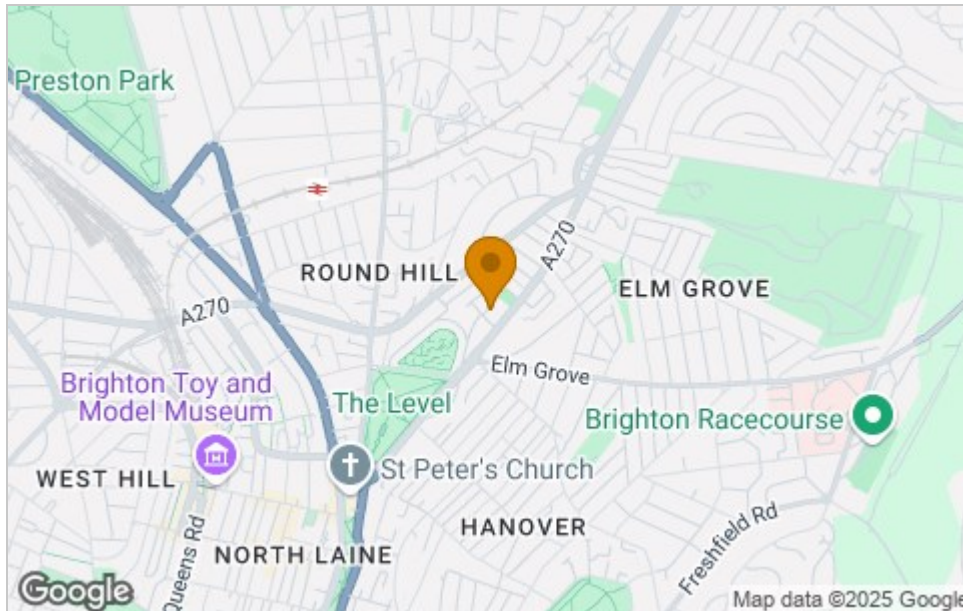 Preston Park
ROUND HILL
A270
ELM GROVE
A270
Elm Grove
Brighton Toy and
Model Museum
The Level
Brighton Racecourse
St Peter's Church
WEST HILL
HANOVER
Queens Rd
NORTH LAINE
Freshfield Rd
Google
Map data ©2025 Google